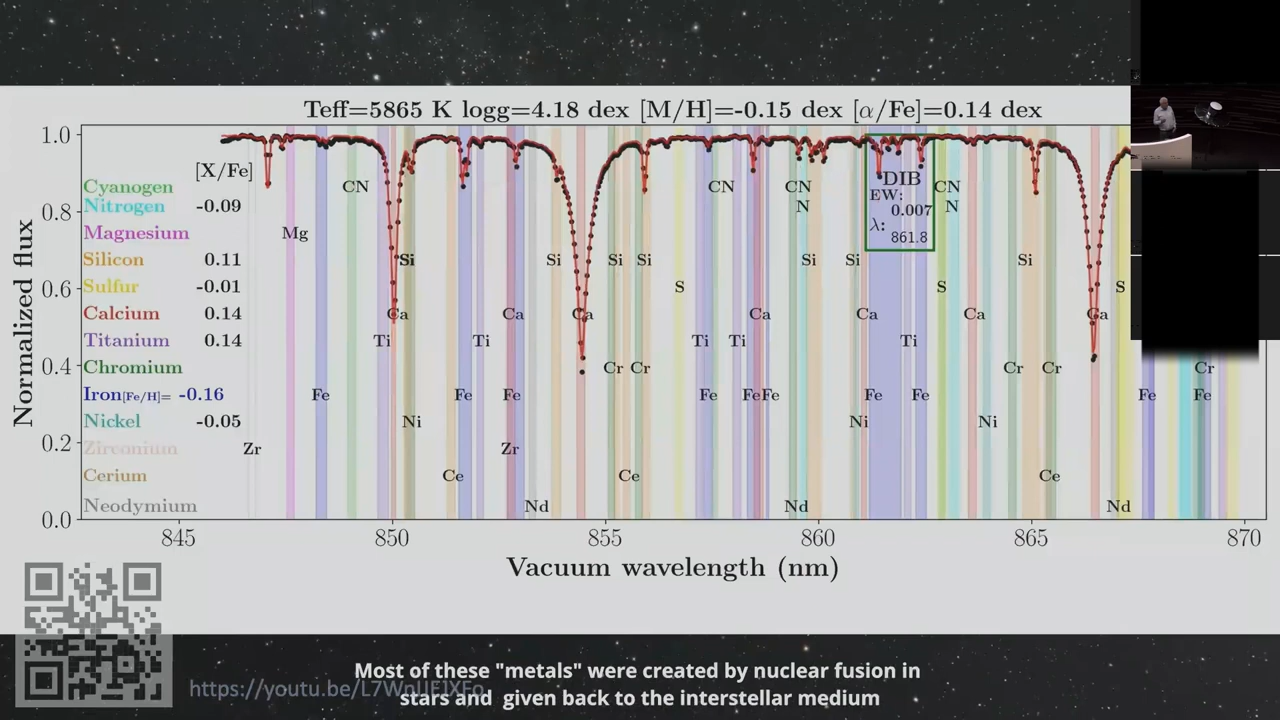 Teff=5865 K logg=4.18 dex [M/H]=-0.15 dex [α/Fe]=0.14 dex
Normalized flux
1.0
0.8
0.6
0.4
0.2
0.0
[X/Fe]
Cyanogen CN CN CN CN
Nitrogen -0.09 N N
Magnesium Mg
Silicon 0.11 Si Si Si Si Si Si Si
Sulfur -0.01 S S S
Calcium 0.14 Ca Ca Ca Ca Ca Ca Ca
Titanium 0.14 Ti Ti Ti Ti Ti
Chromium Cr Cr Cr Cr Cr
Iron[Fe/H]= -0.16 Fe Fe Fe Fe Fe Fe Fe Fe Fe Fe
Nickel -0.05 Ni Ni Ni
Zirconium Zr Zr
Cerium Ce Ce Ce
Neodymium Nd Nd Nd
DIB
EW:
0.007
λ:
861.8
845 850 855 860 865 870
Vacuum wavelength (nm)
Most of these "metals" were created by nuclear fusion in
https://youtu.be/
stars and given back to the interstellar medium